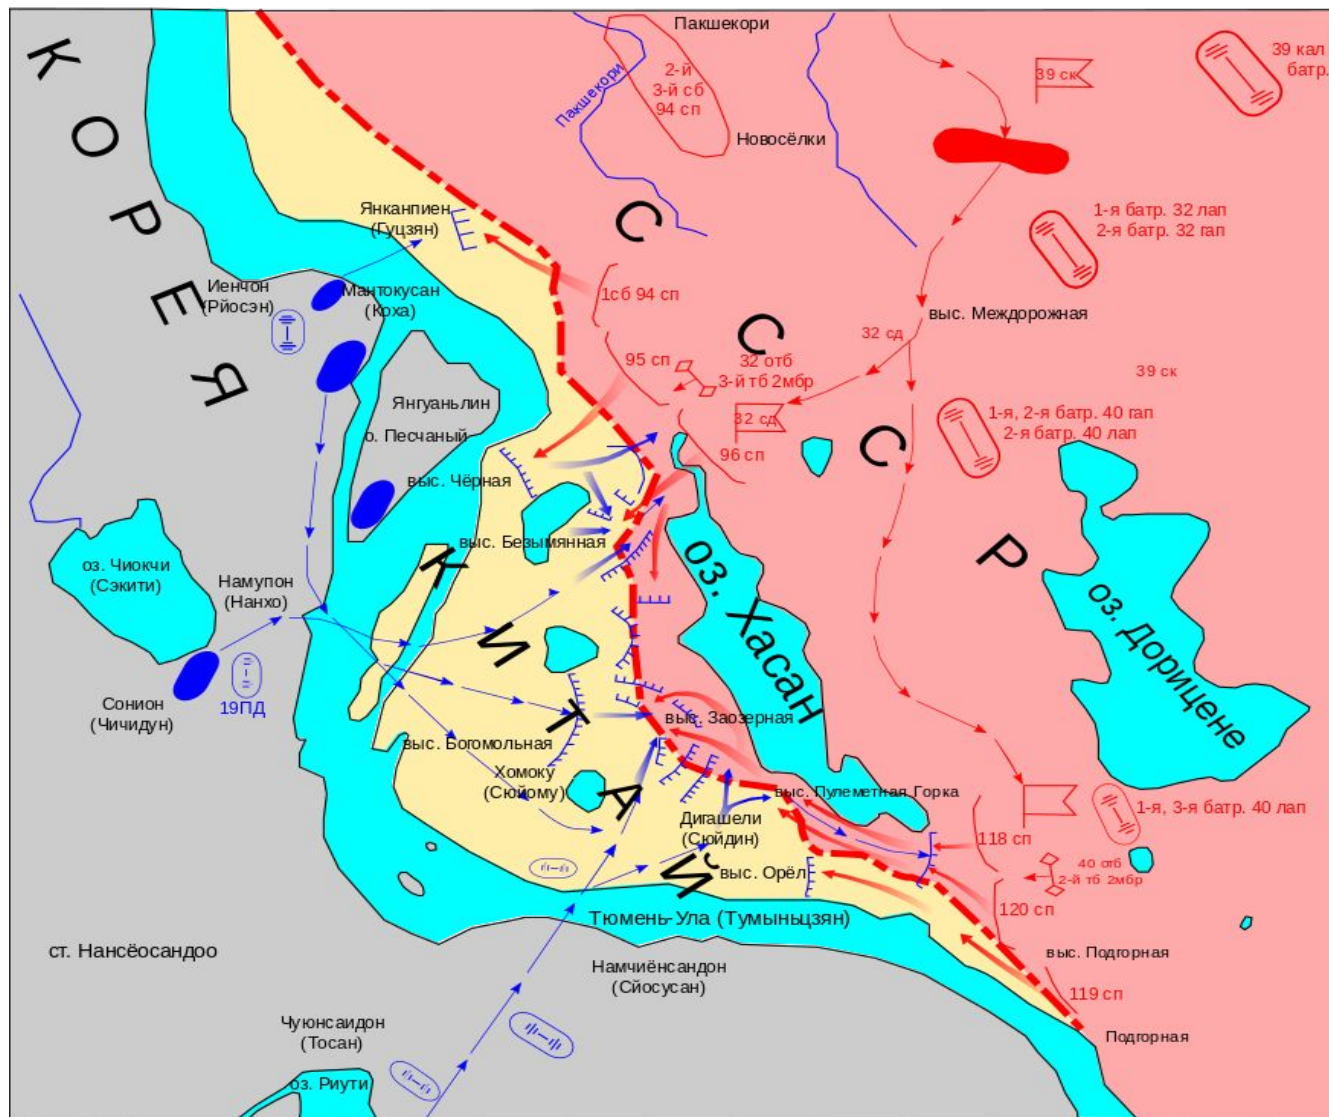 КОРЕЯ
Пакшекори
2-й
3-й сб
94 сп
Пакшекори
Новосёлки
39 ск
39 кал
батр.
1-я батр. 32 лап
2-я батр. 32 гап
Янканпиен
(Гуцзян)
СССР
Иенчон
(Рйосэн)
Мантокусан
(Коха)
1сб 94 сп
выс. Междорожная
32 сд
95 сп
32 отб
3-й тб 2мбр
39 ск
32 сд
96 сп
1-я, 2-я батр. 40 гап
2-я батр. 40 лап
Янгуаньлин
о. Песчаный
выс. Чёрная
выс. Безымянная
КИТАЙ
оз. Хасан
оз. Дорицене
оз. Чиокчи
(Сэкити)
Намупон
(Нанхо)
Сонион
(Чичидун)
19ПД
выс. Заозерная
выс. Богомольная
Хомоку
(Сюйому)
выс. Пулеметная Горка
1-я, 3-я батр. 40 лап
Дигашели
(Сюйдин)
118 сп
40 отб
2-й тб 2мбр
выс. Орёл
120 сп
Тюмень-Ула (Тумыньцзян)
ст. Нансёосандоо
выс. Подгорная
Намчиёнсандон
(Сйосусан)
119 сп
Чуюнсаидон
(Тосан)
Подгорная
оз. Риути